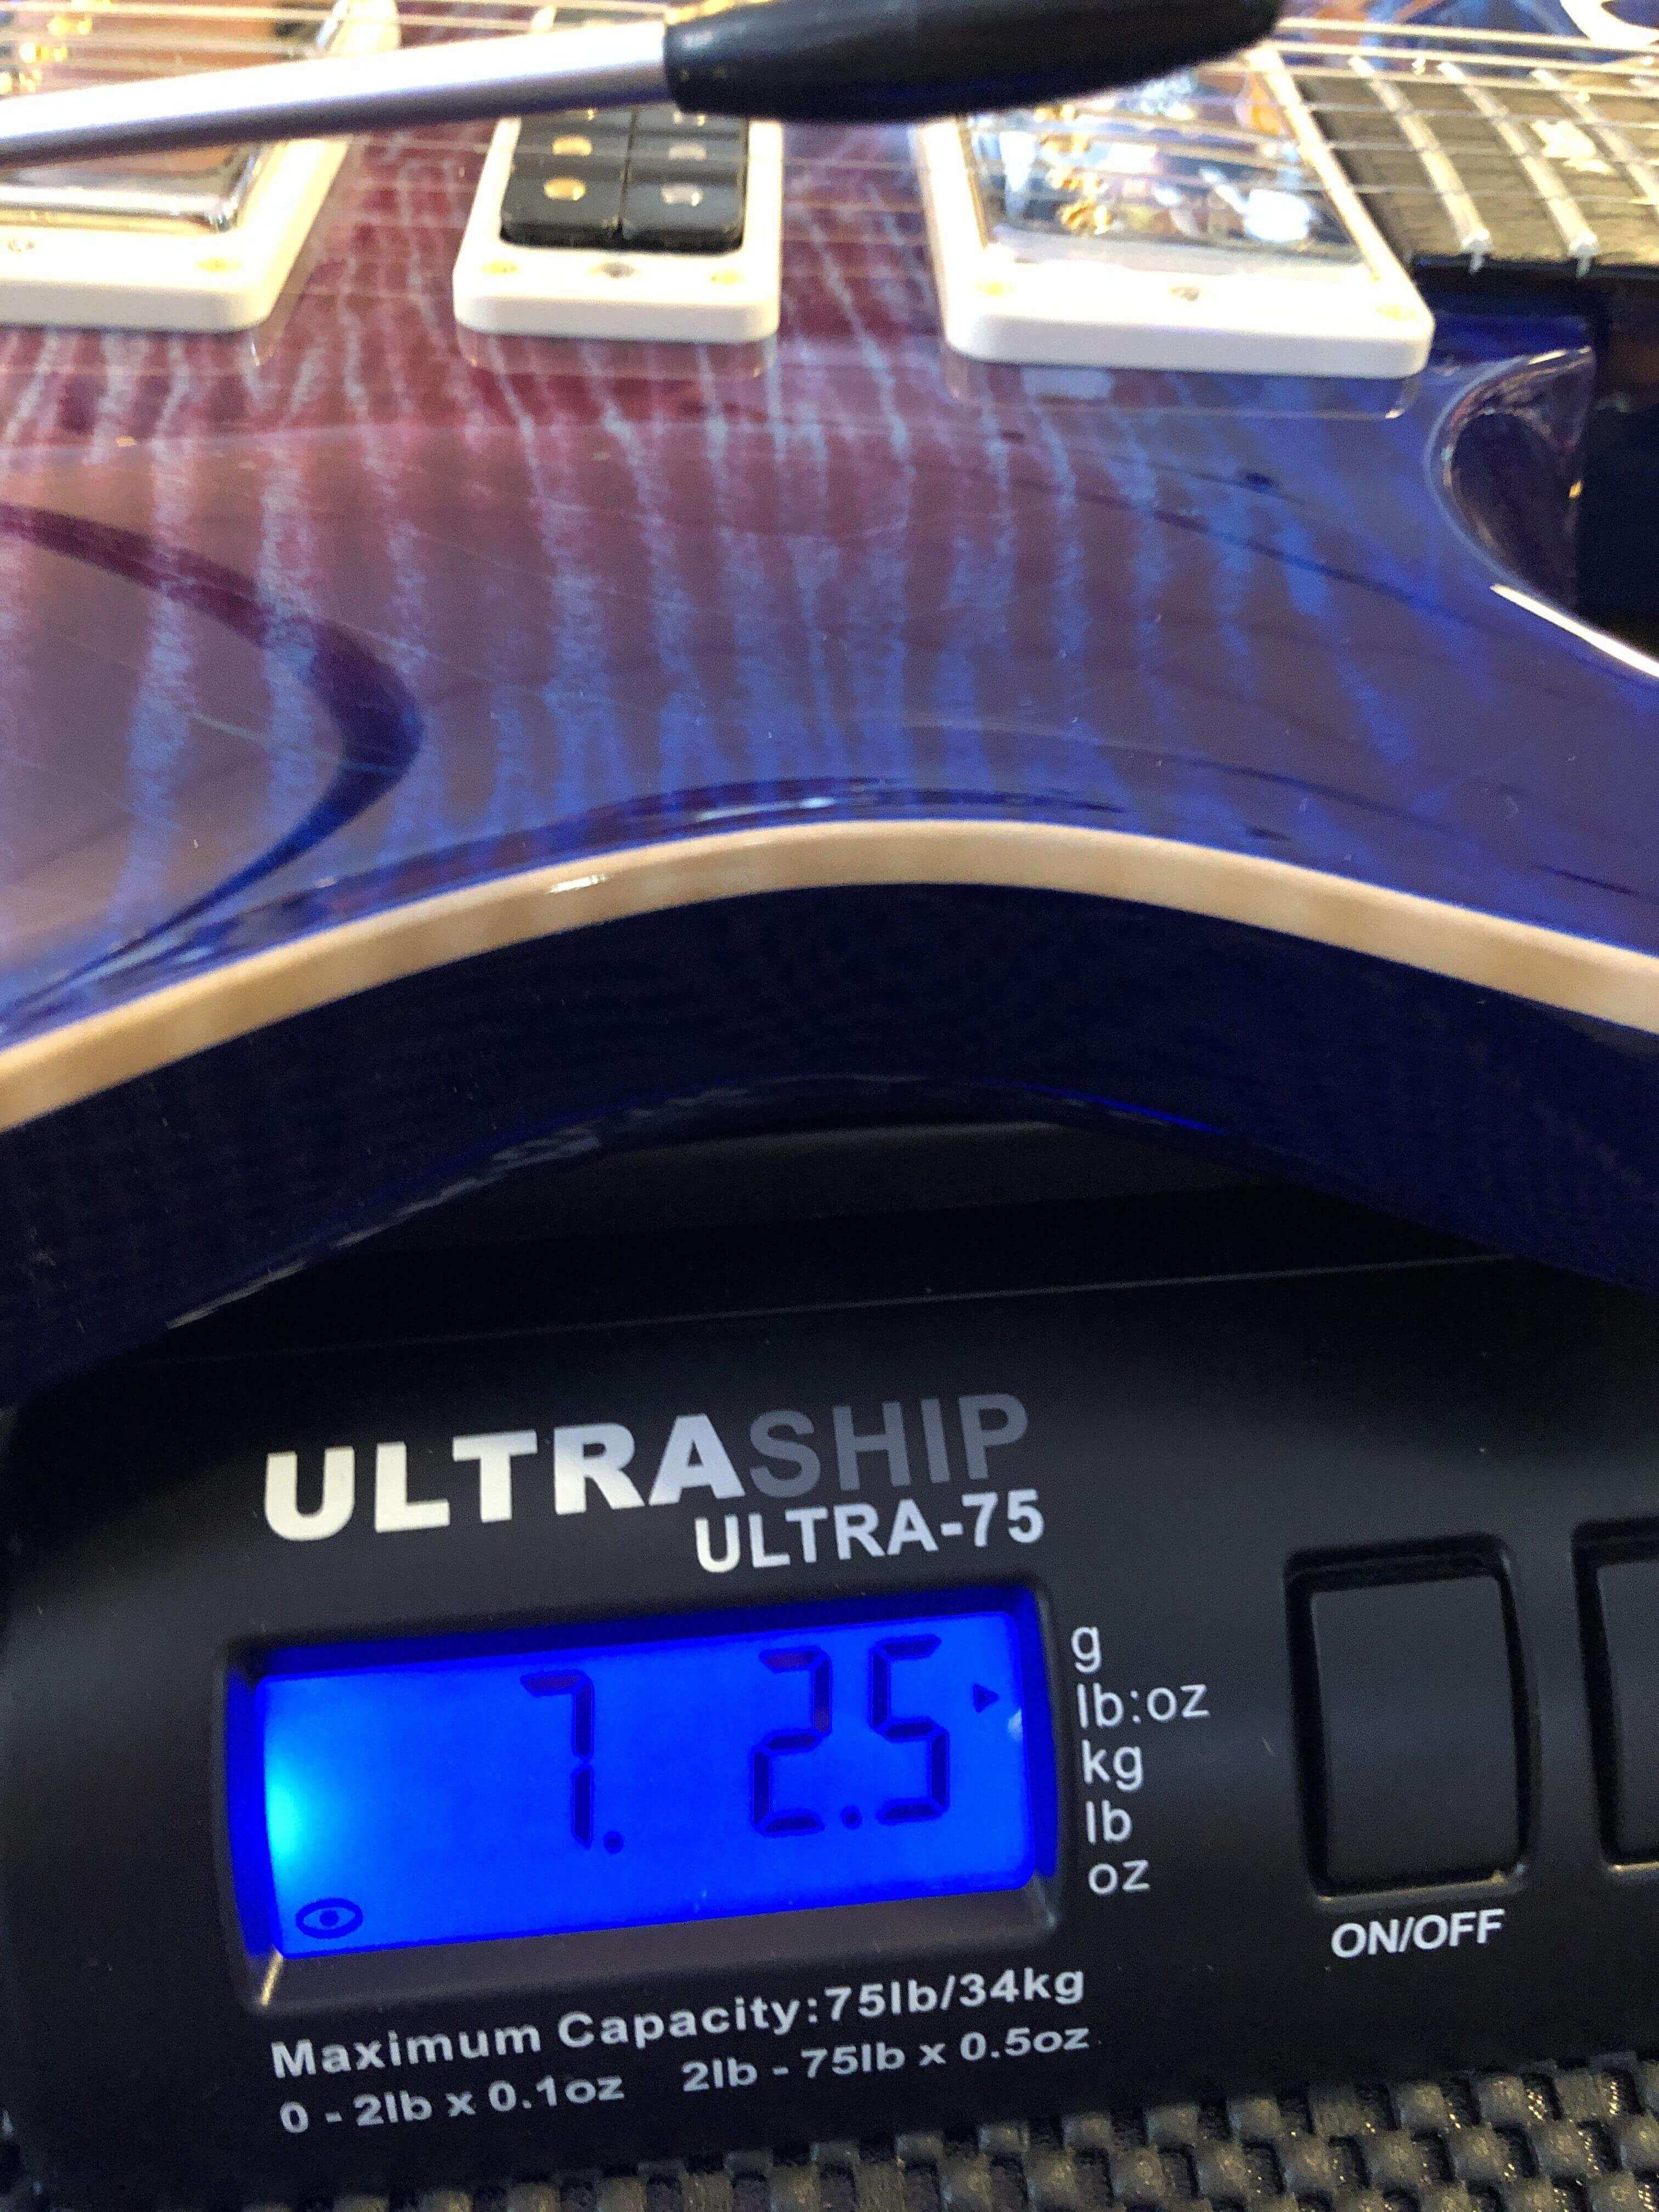 ULTRASHIP
ULTRA-75
7. 2.5
g
lb:oz
kg
lb
oz
ON/OFF
Maximum Capacity:75lb/34kg
0 - 2lb x 0.1oz 2lb - 75lb x 0.5oz